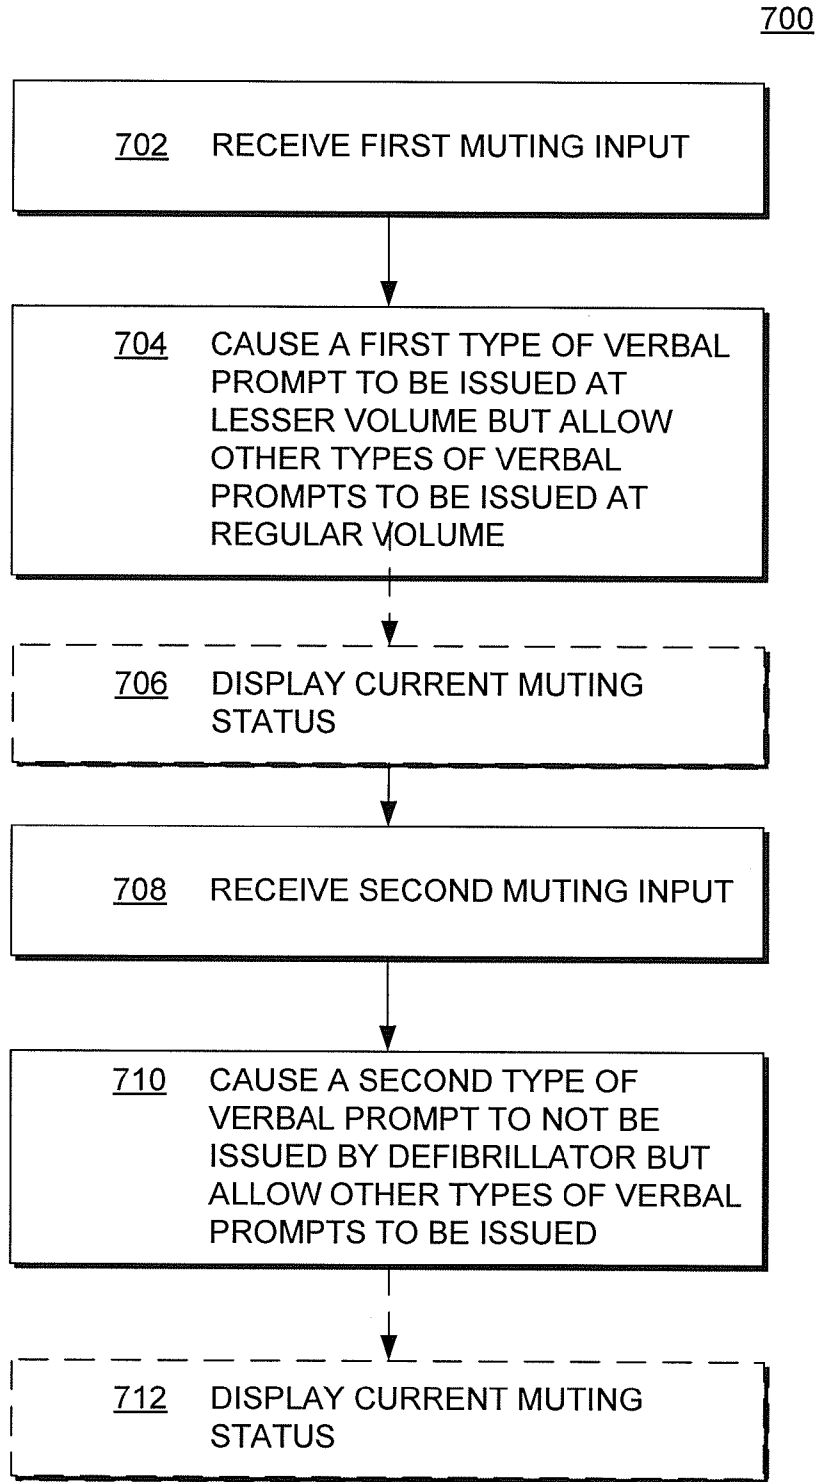 700
702 RECEIVE FIRST MUTING INPUT
704 CAUSE A FIRST TYPE OF VERBAL
PROMPT TO BE ISSUED AT
LESSER VOLUME BUT ALLOW
OTHER TYPES OF VERBAL
PROMPTS TO BE ISSUED AT
REGULAR VOLUME
706 DISPLAY CURRENT MUTING
STATUS
708 RECEIVE SECOND MUTING INPUT
710 CAUSE A SECOND TYPE OF
VERBAL PROMPT TO NOT BE
ISSUED BY DEFIBRILLATOR BUT
ALLOW OTHER TYPES OF VERBAL
PROMPTS TO BE ISSUED
712 DISPLAY CURRENT MUTING
STATUS